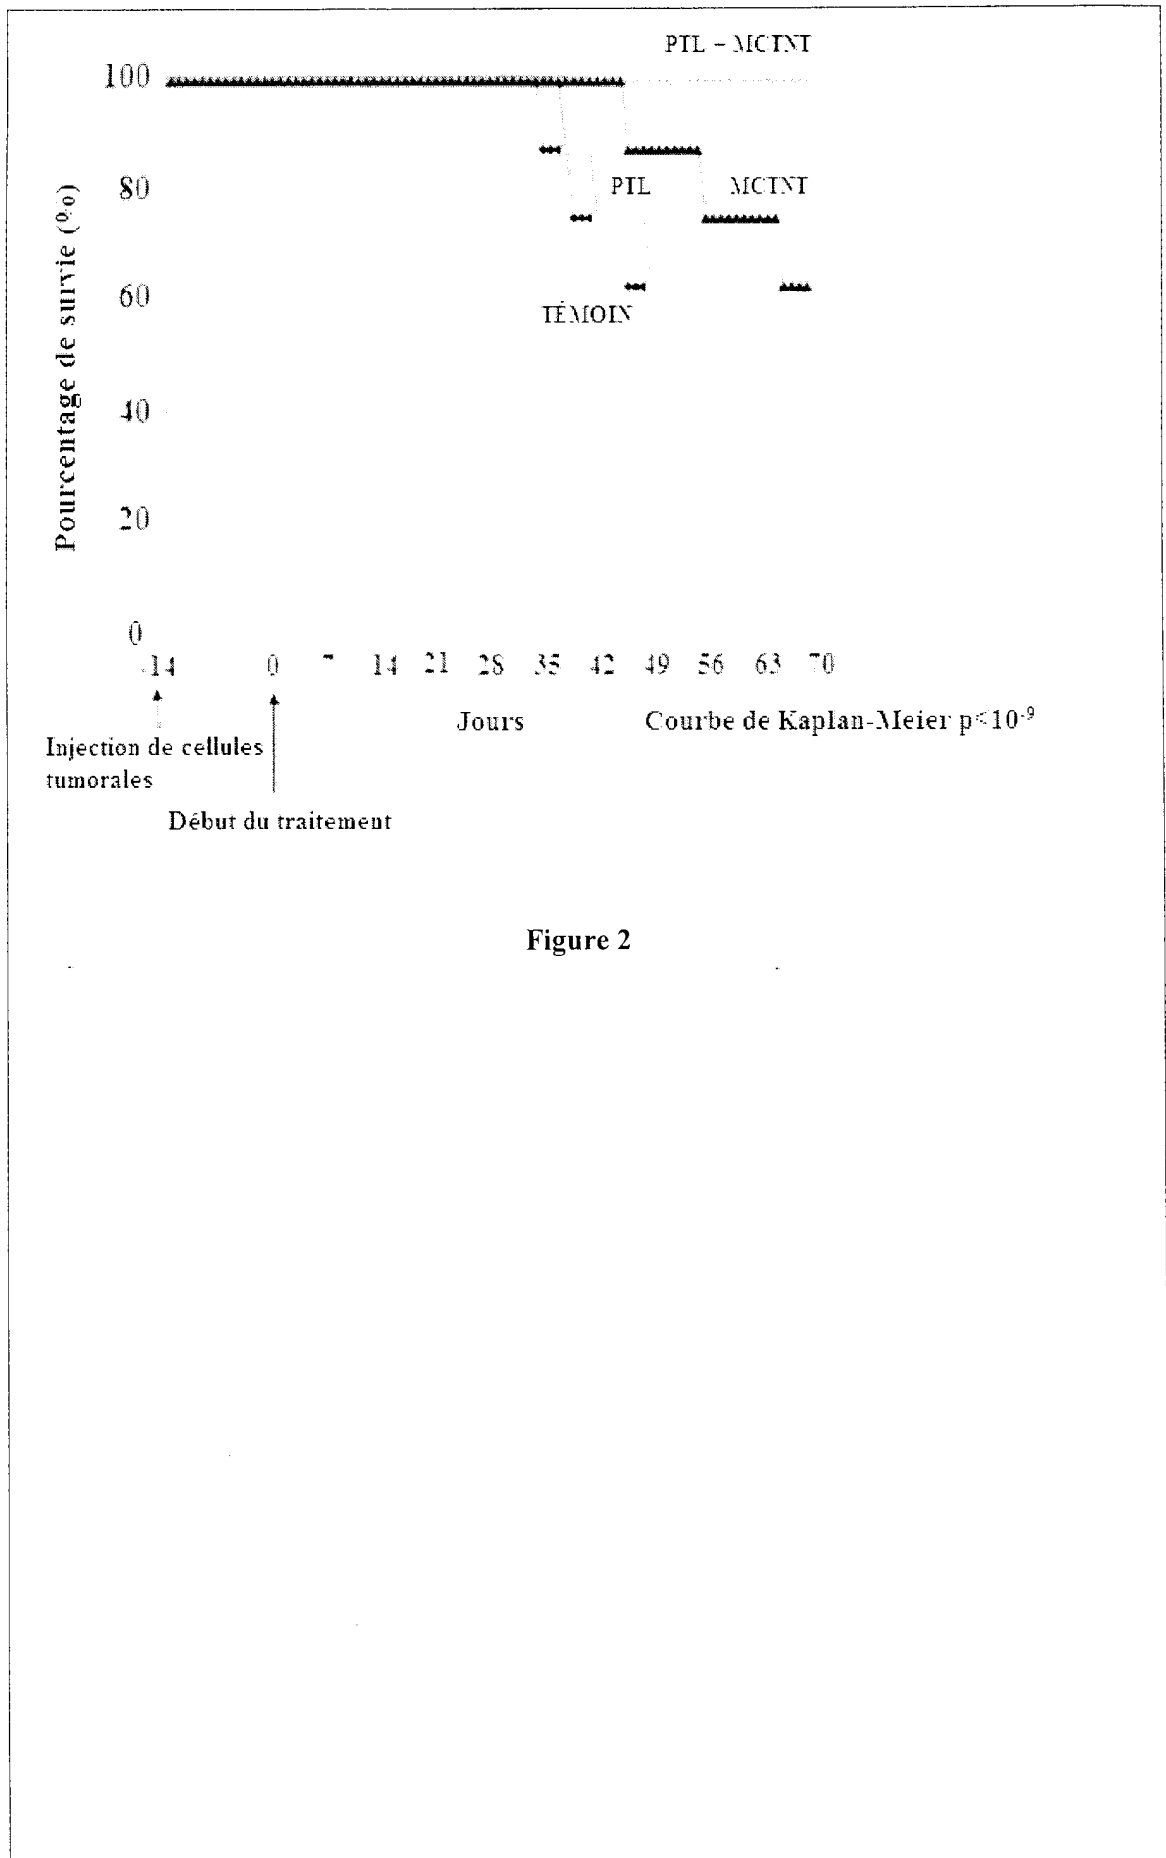 PTL – MCTNT
100
80
PTL
MCTNT
60
TÉMOIN
40
20
0
Pourcentage de survie (%)
-14 0 7 14 21 28 35 42 49 56 63 70
Jours
Courbe de Kaplan-Meier p<10-9
Injection de cellules
tumorales
Début du traitement
Figure 2